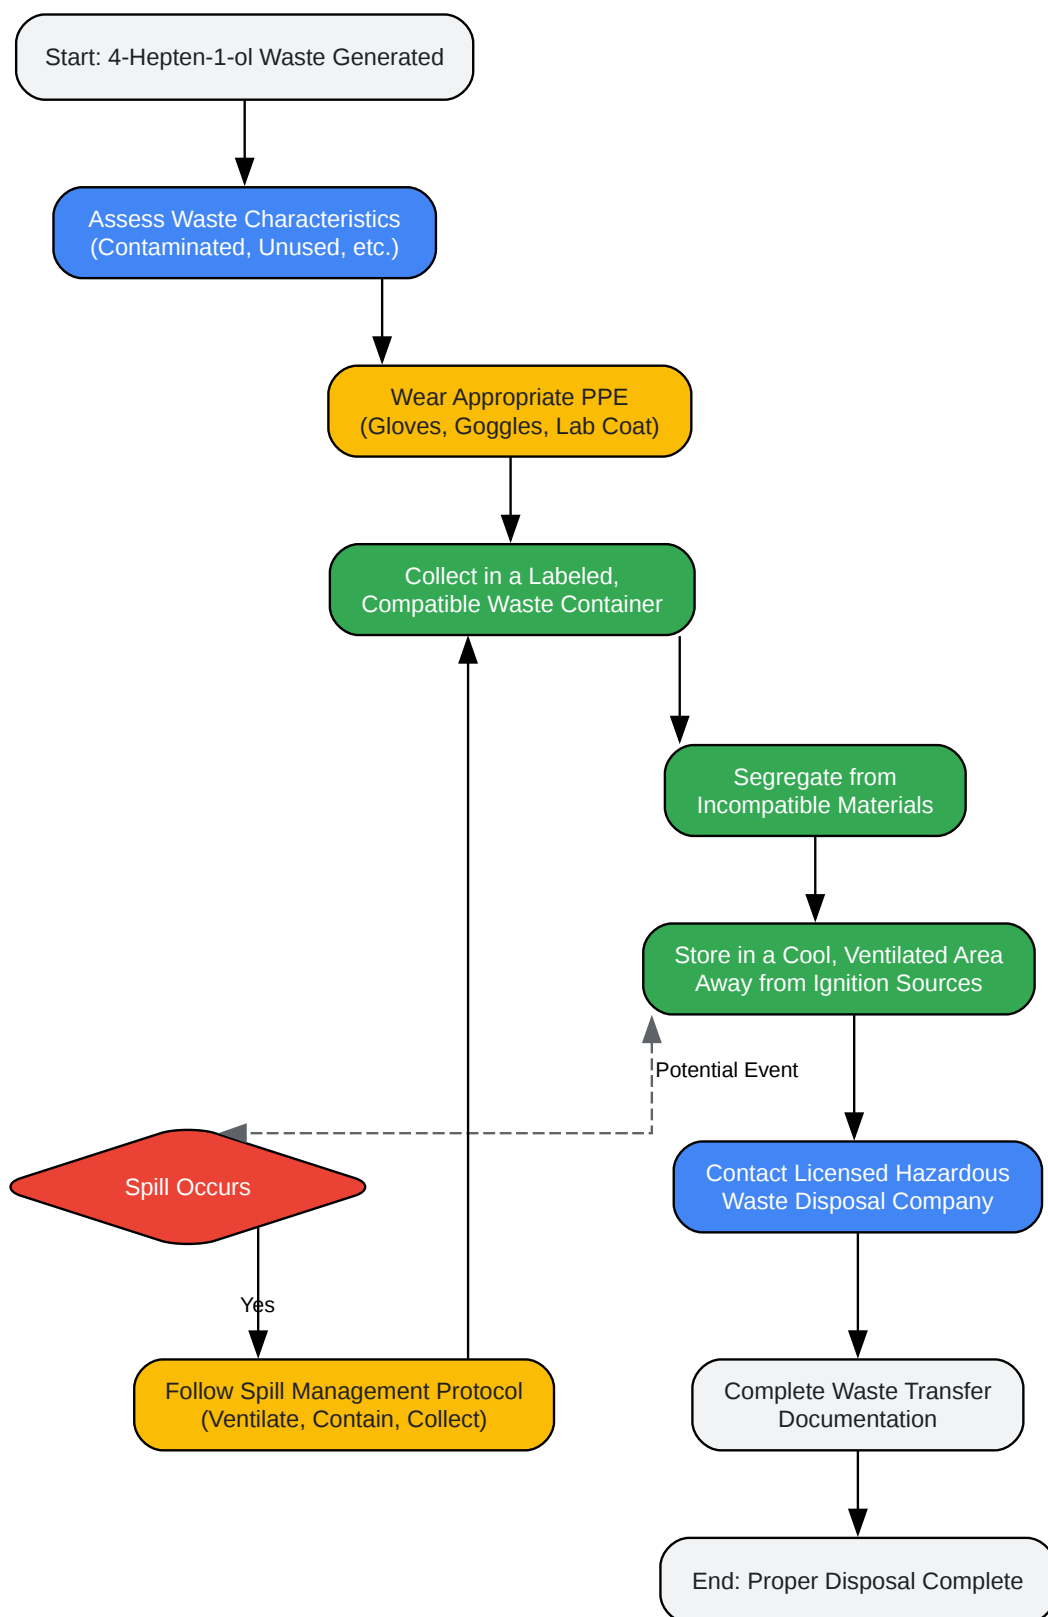 Start: 4-Hepten-1-ol Waste Generated
Assess Waste Characteristics
(Contaminated, Unused, etc.)
Wear Appropriate PPE
(Gloves, Goggles, Lab Coat)
Collect in a Labeled,
Compatible Waste Container
Segregate from
Incompatible Materials
Store in a Cool, Ventilated Area
Away from Ignition Sources
Potential Event
Spill Occurs
Contact Licensed Hazardous
Waste Disposal Company
Yes
Follow Spill Management Protocol
(Ventilate, Contain, Collect)
Complete Waste Transfer
Documentation
End: Proper Disposal Complete